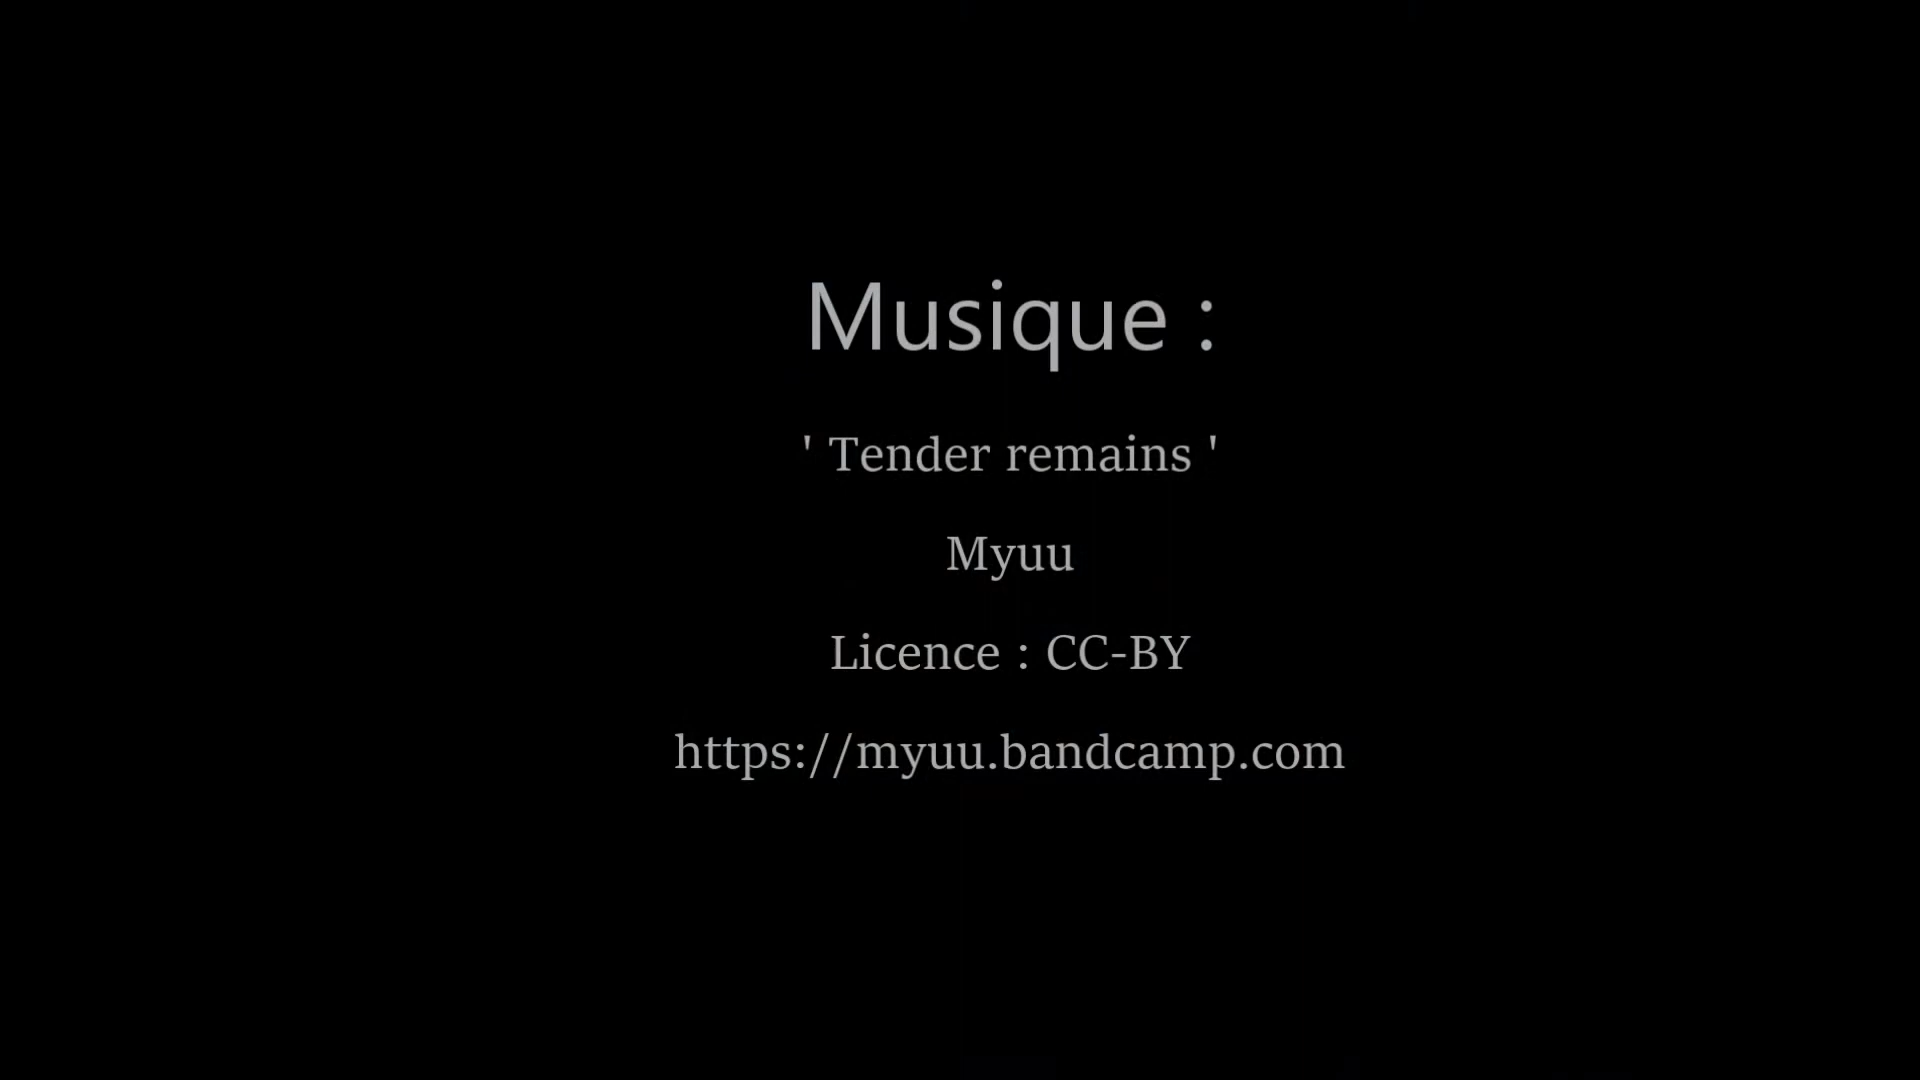 Musique :
' Tender remains '
Myuu
Licence : CC-BY
https://myuu.bandcamp.com